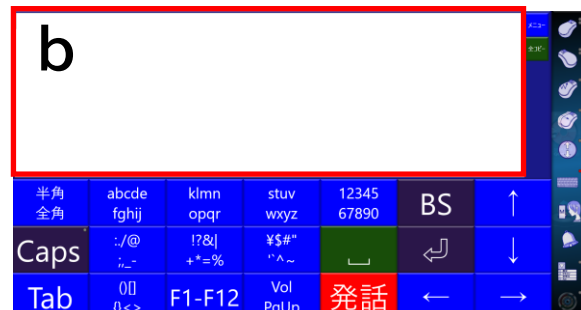 b
メニュー
全コピー
半角 abcde klmn stuv 12345 BS ↑
全角 fghij opqr wxyz 67890
Caps :./@ !?&| ¥$#" ⏎ ↓
;_- +*=% '`^~
Tab ()[] F1-F12 Vol 発話 ← →
{}<> PgUp